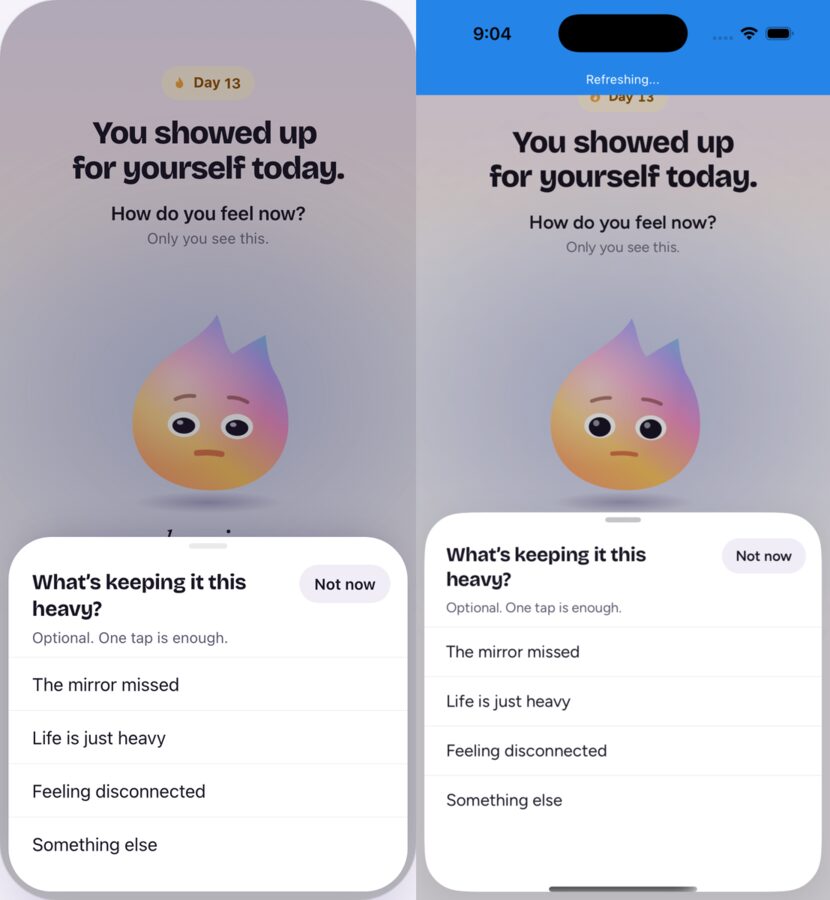 Day 13
You showed up
for yourself today.
How do you feel now?
Only you see this.
What's keeping it this
heavy?
Not now
Optional. One tap is enough.
The mirror missed
Life is just heavy
Feeling disconnected
Something else
9:04
Refreshing...
Day 13
You showed up
for yourself today.
How do you feel now?
Only you see this.
What's keeping it this
heavy?
Not now
Optional. One tap is enough.
The mirror missed
Life is just heavy
Feeling disconnected
Something else